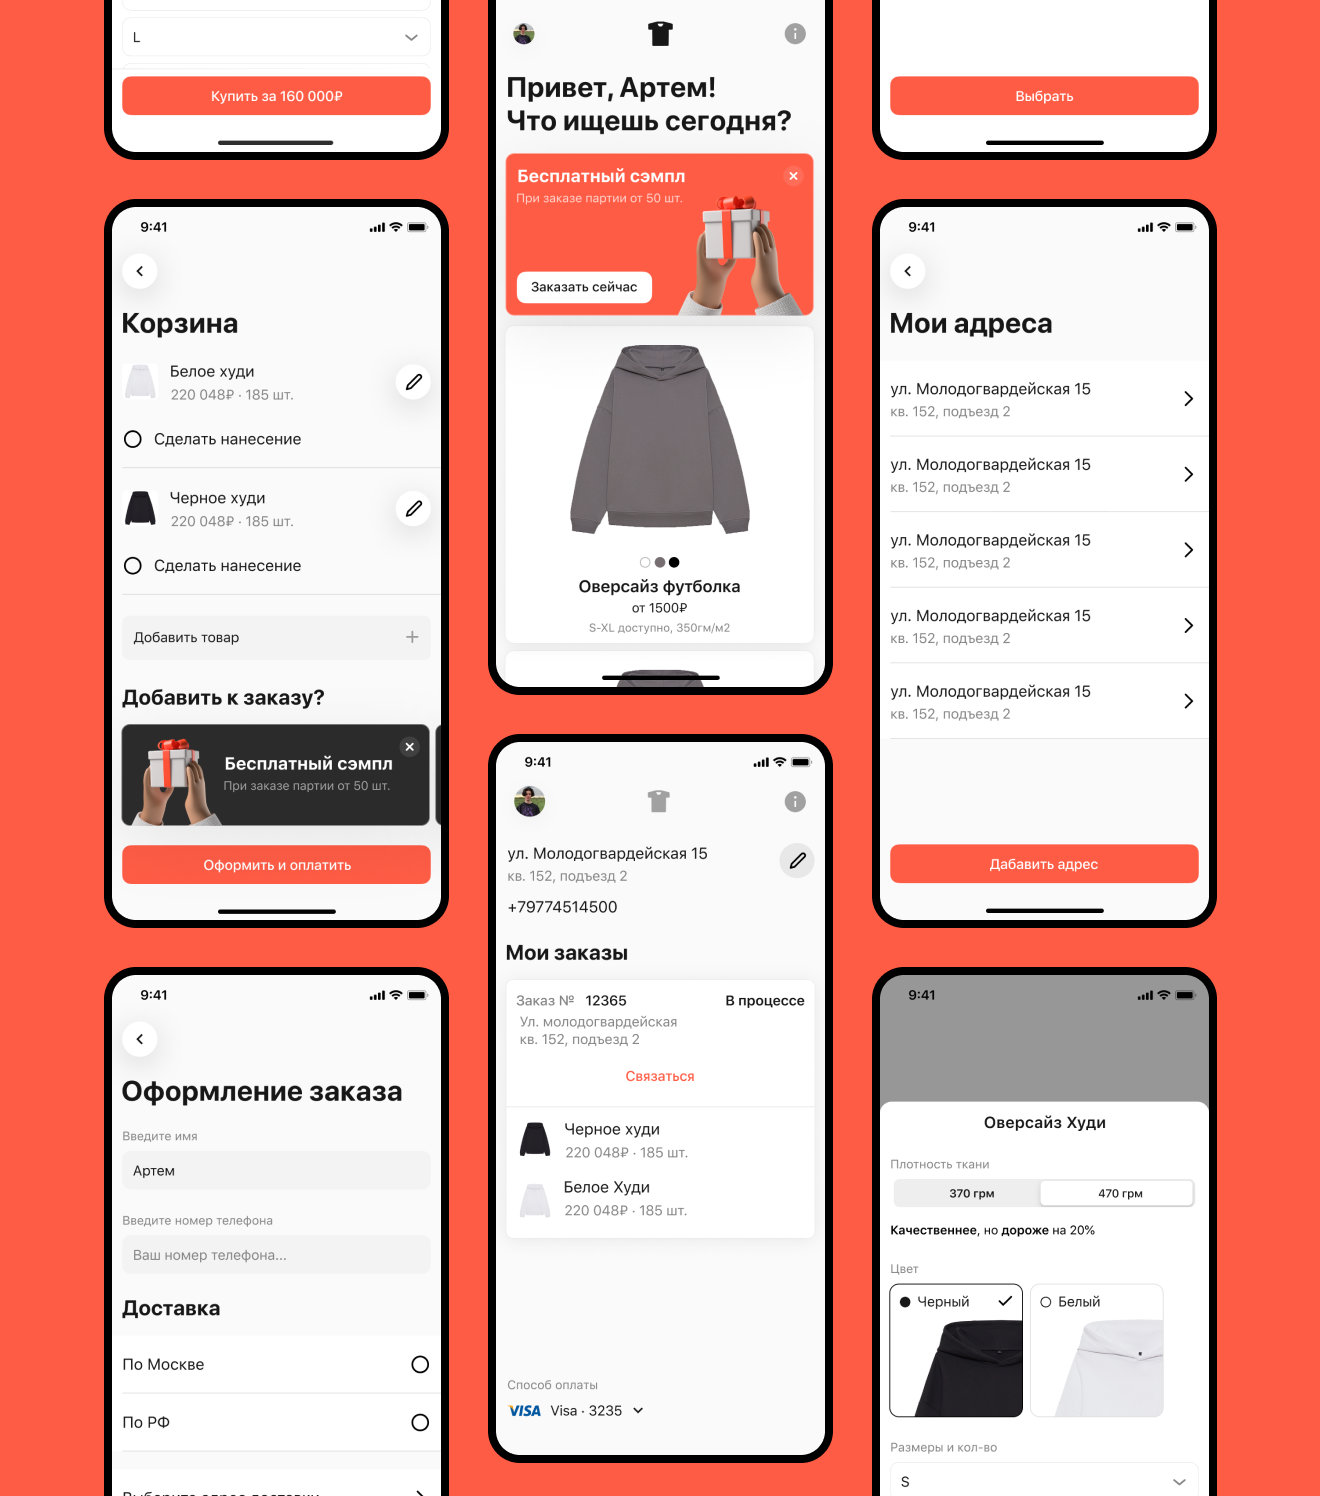 L
Купить за 160 000₽
9:41
Корзина
Белое худи
220 048₽ · 185 шт.
Сделать нанесение
Черное худи
220 048₽ · 185 шт.
Сделать нанесение
Добавить товар
Добавить к заказу?
Бесплатный сэмпл
При заказе партии от 50 шт.
Оформить и оплатить
9:41
Оформление заказа
Введите имя
Артем
Введите номер телефона
Ваш номер телефона...
Доставка
По Москве
По РФ
Выберите адрес доставки
Привет, Артем!
Что ищешь сегодня?
Бесплатный сэмпл
При заказе партии от 50 шт.
Заказать сейчас
Оверсайз футболка
от 1500₽
S-XL доступно, 350гм/м2
9:41
ул. Молодогвардейская 15
кв. 152, подъезд 2
+79774514500
Мои заказы
Заказ № 12365 В процессе
Ул. молодогвардейская
кв. 152, подъезд 2
Связаться
Черное худи
220 048₽ · 185 шт.
Белое Худи
220 048₽ · 185 шт.
Способ оплаты
VISA Visa · 3235
Выбрать
9:41
Мои адреса
ул. Молодогвардейская 15
кв. 152, подъезд 2
ул. Молодогвардейская 15
кв. 152, подъезд 2
ул. Молодогвардейская 15
кв. 152, подъезд 2
ул. Молодогвардейская 15
кв. 152, подъезд 2
ул. Молодогвардейская 15
кв. 152, подъезд 2
Дабавить адрес
9:41
Оверсайз Худи
Плотность ткани
370 грм 470 грм
Качественнее, но дороже на 20%
Цвет
Черный Белый
Размеры и кол-во
S